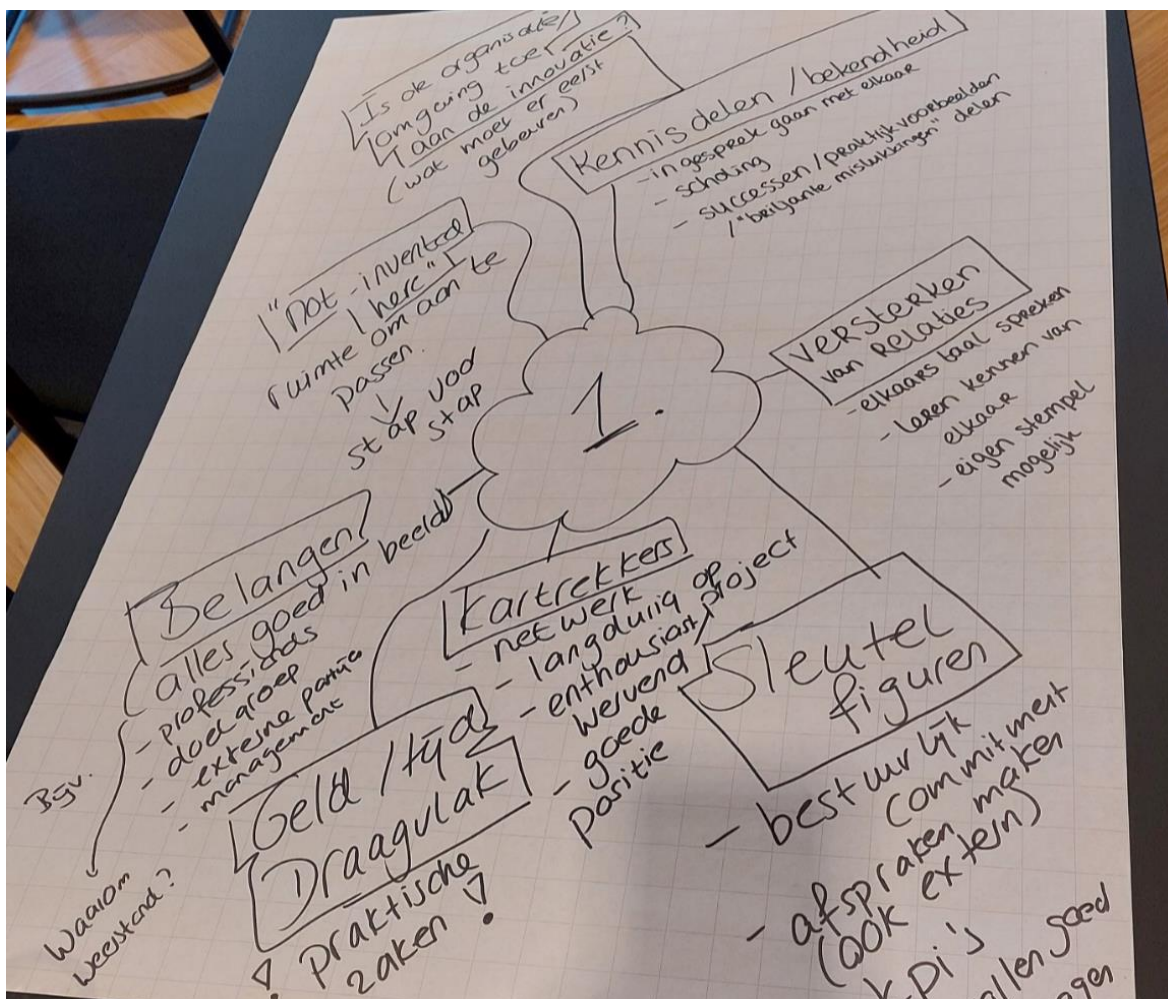 Is de organisatie/
omgeving toe
aan de innovatie?
(wat moet er eerst
gebeuren)
Kennis delen / bekendheid
- in gesprek gaan met elkaar
- scholing
- successen / praktijkvoorbeelden
/ "briljante mislukkingen" delen
"not-invented
here"
ruimte om aan te
passen.
stap voor
stap
1.
versterken
van Relaties
- elkaars taal spreken
- leren kennen van
elkaar
- eigen stempel
mogelijk
Belangen
(alles goed in beeld)
- professionals
- doelgroep
- externe partijen
- management
Bijv.
Waarom
weerstand?
Kartrekkers
- netwerk
- langdurig op project
- enthousiast/
wervend
- goede
positie
Geld / tijd
Draagvlak
! praktische
zaken !
Sleutel
figuren
- bestuurlijk
commitment
- afspraken maken
(ook extern)
kpi's
allen goed